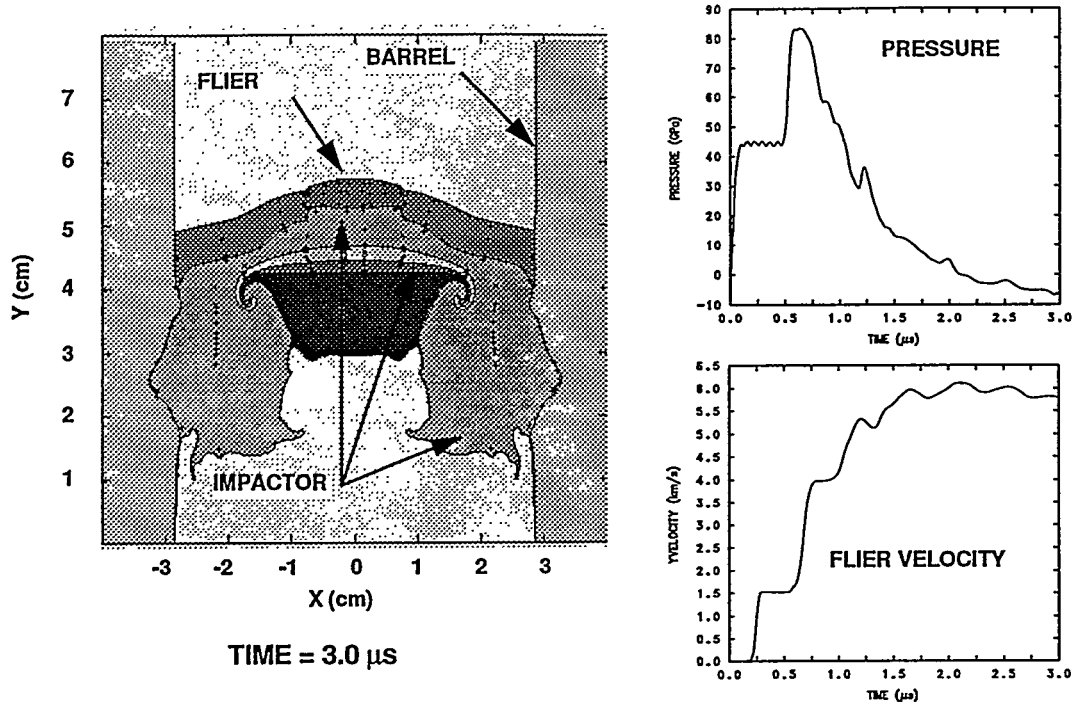 FLIER
BARREL
IMPACTOR
Y (cm)
7
6
5
4
3
2
1
-3 -2 -1 0 1 2 3
X (cm)
TIME = 3.0 µs
PRESSURE
PRESSURE (GPa)
90
80
70
60
50
40
30
20
10
0
-10
0.0 0.5 1.0 1.5 2.0 2.5 3.0
TIME (µs)
FLIER VELOCITY
YVELOCITY (km/s)
6.5
6.0
5.5
5.0
4.5
4.0
3.5
3.0
2.5
2.0
1.5
1.0
0.5
0.0
0.0 0.5 1.0 1.5 2.0 2.5 3.0
TIME (µs)